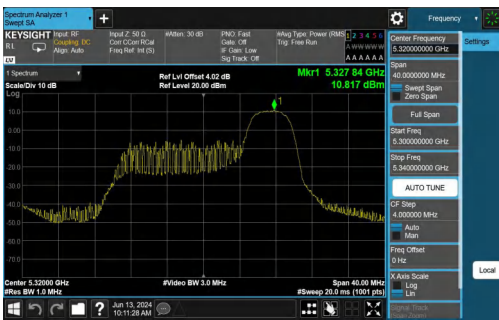 Spectrum Analyzer 1
Swept SA
Frequency
KEYSIGHT
Input: RF
Input Z: 50 Ω
#Atten: 30 dB
PNO: Fast
#Avg Type: Power (RMS
1 2 3 4 5 6
RL
Coupling: DC
Corr CCorr RCal
Gate: Off
Trig: Free Run
A WWWWW
Align: Auto
Freq Ref: Int (S)
IF Gain: Low
Sig Track: Off
A A A A A A
LV
Center Frequency
5.320000000 GHz
Settings
1 Spectrum
Ref Lvl Offset 4.02 dB
Mkr1 5.327 84 GHz
Scale/Div 10 dB
Ref Level 20.00 dBm
10.817 dBm
Log
1
10.0
0.00
-10.0
-20.0
-30.0
-40.0
-50.0
-60.0
-70.0
Center 5.32000 GHz
#Video BW 3.0 MHz
Span 40.00 MHz
#Res BW 1.0 MHz
#Sweep 20.0 ms (1001 pts)
Span
40.0000000 MHz
Swept Span
Zero Span
Full Span
Start Freq
5.300000000 GHz
Stop Freq
5.340000000 GHz
AUTO TUNE
CF Step
4.000000 MHz
Auto
Man
Freq Offset
0 Hz
X Axis Scale
Log
Lin
Local
Signal Track
Jun 13, 2024
10:11:28 AM